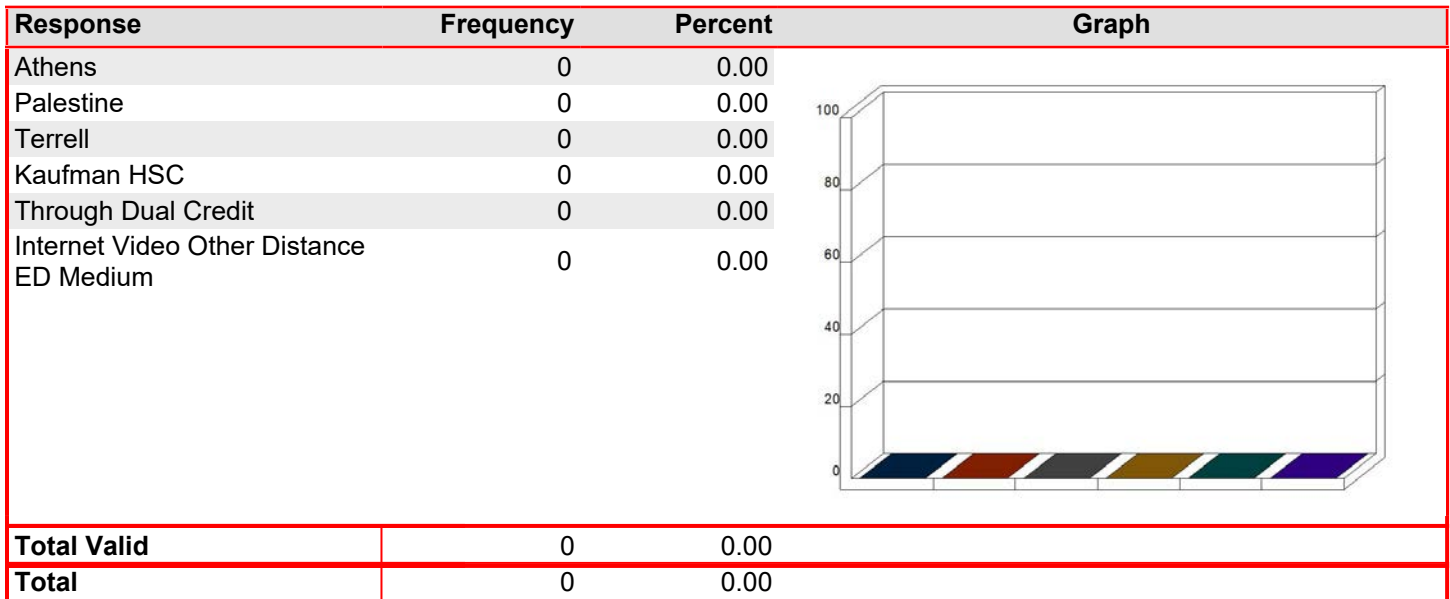 Response Frequency Percent Graph
Athens 0 0.00
Palestine 0 0.00
Terrell 0 0.00
Kaufman HSC 0 0.00
Through Dual Credit 0 0.00
Internet Video Other Distance
ED Medium 0 0.00
100
80
60
40
20
0
Total Valid 0 0.00
Total 0 0.00